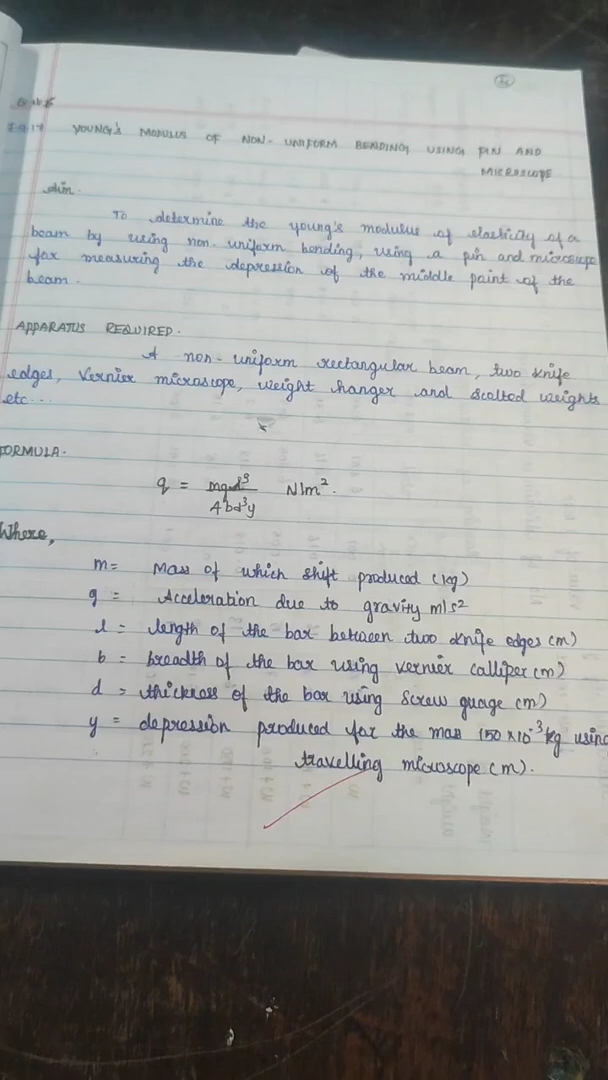 YOUNG'S MODULUS OF NON-UNIFORM BENDING USING PIN AND
MICROSCOPE
Aim.
To determine the young's modulus of elasticity of a
beam by using non-uniform bending, using a pin and microscope
for measuring the depression of the middle point of the
beam.
APPARATUS REQUIRED.
A non-uniform rectangular beam, two knife
edges, Vernier microscope, weight hanger and scalted weights
etc...
FORMULA.
q = mgl³ / 4bd³y N/m².
Where,
m = Mass of which shift produced (kg)
g = Acceleration due to gravity m/s²
l = length of the bar between two knife edges (m)
b = breadth of the bar using vernier calliper (m)
d = thickness of the bar using screw guage (m)
y = depression produced for the mass 150 x 10⁻³ kg using
travelling microscope (m).